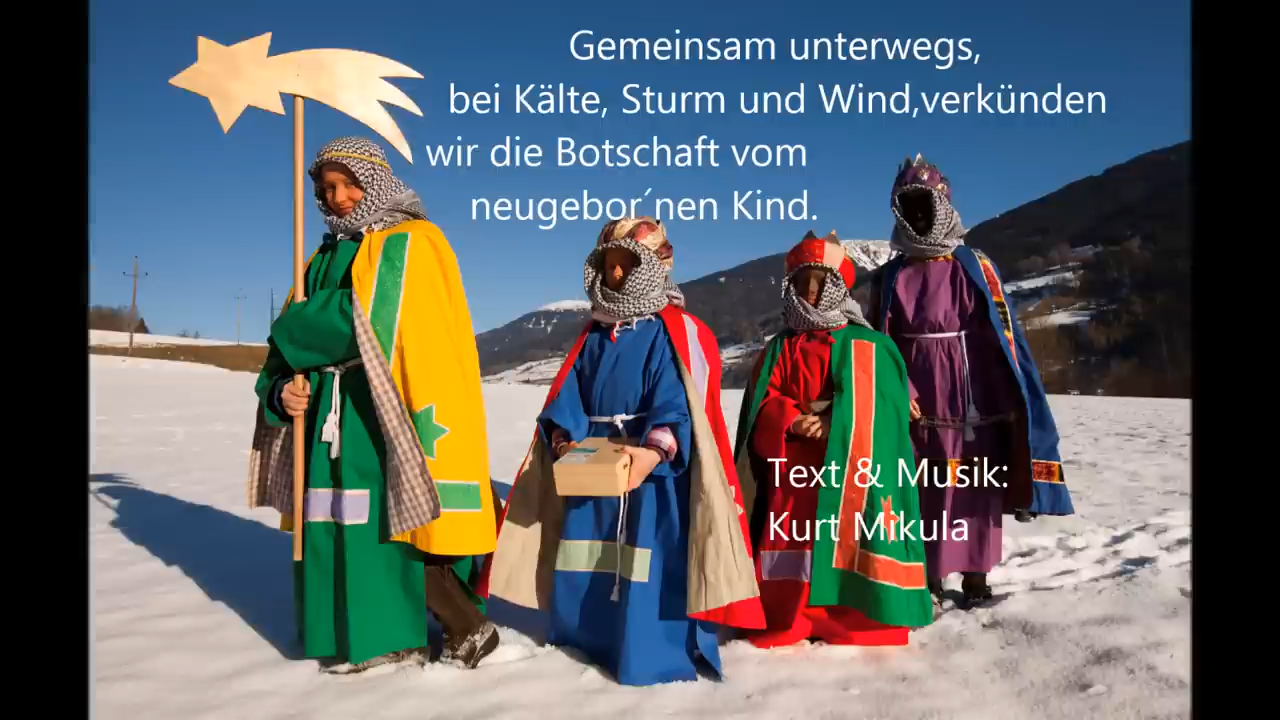 Gemeinsam unterwegs,
bei Kälte, Sturm und Wind,verkünden
wir die Botschaft vom
neugebor´nen Kind.
Text & Musik:
Kurt Mikula